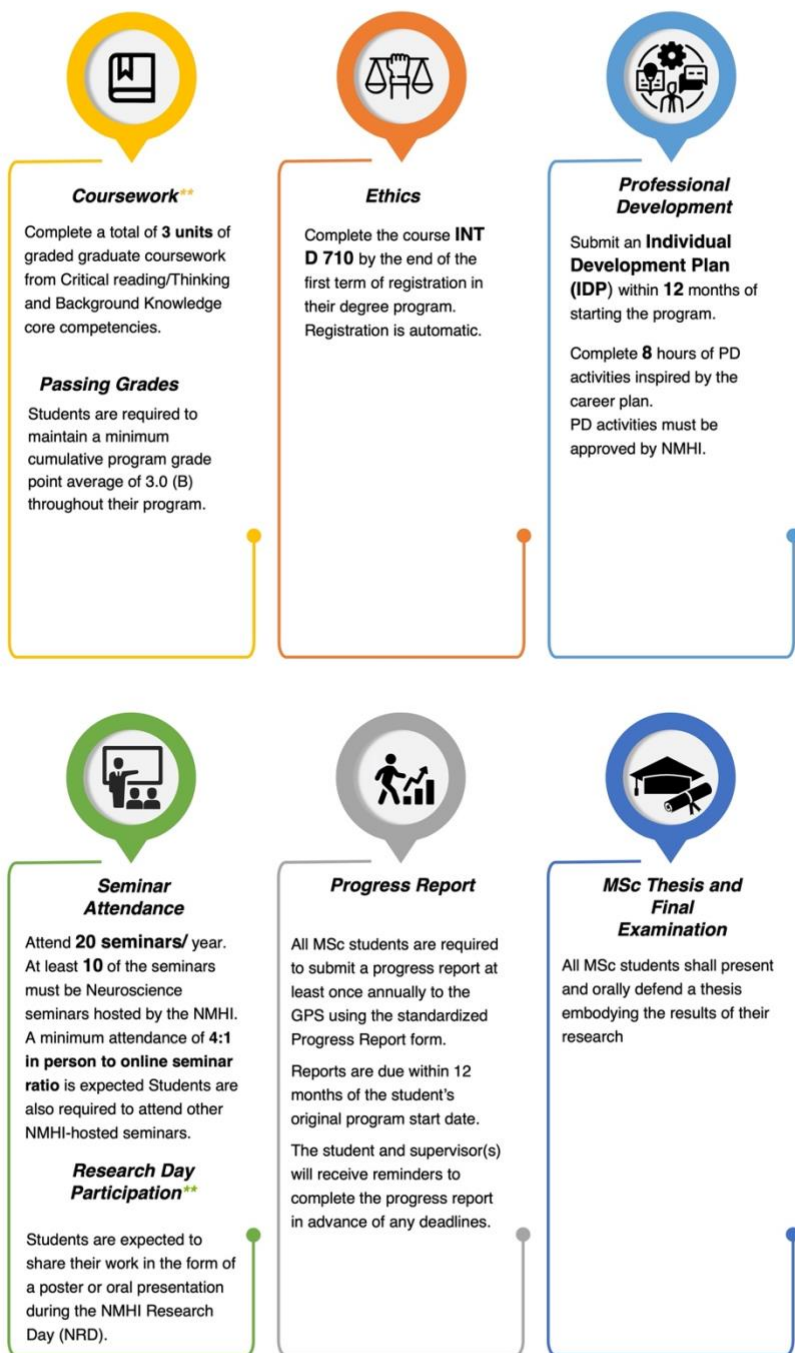 Coursework**
Complete a total of 3 units of
graded graduate coursework
from Critical reading/Thinking
and Background Knowledge
core competencies.
Passing Grades
Students are required to
maintain a minimum
cumulative program grade
point average of 3.0 (B)
throughout their program.
Ethics
Complete the course INT
D 710 by the end of the
first term of registration in
their degree program.
Registration is automatic.
Professional
Development
Submit an Individual
Development Plan
(IDP) within 12 months of
starting the program.
Complete 8 hours of PD
activities inspired by the
career plan.
PD activities must be
approved by NMHI.
Seminar
Attendance
Attend 20 seminars/ year.
At least 10 of the seminars
must be Neuroscience
seminars hosted by the NMHI.
A minimum attendance of 4:1
in person to online seminar
ratio is expected Students are
also required to attend other
NMHI-hosted seminars.
Research Day
Participation**
Students are expected to
share their work in the form of
a poster or oral presentation
during the NMHI Research
Day (NRD).
Progress Report
All MSc students are required
to submit a progress report at
least once annually to the
GPS using the standardized
Progress Report form.
Reports are due within 12
months of the student's
original program start date.
The student and supervisor(s)
will receive reminders to
complete the progress report
in advance of any deadlines.
MSc Thesis and
Final
Examination
All MSc students shall present
and orally defend a thesis
embodying the results of their
research